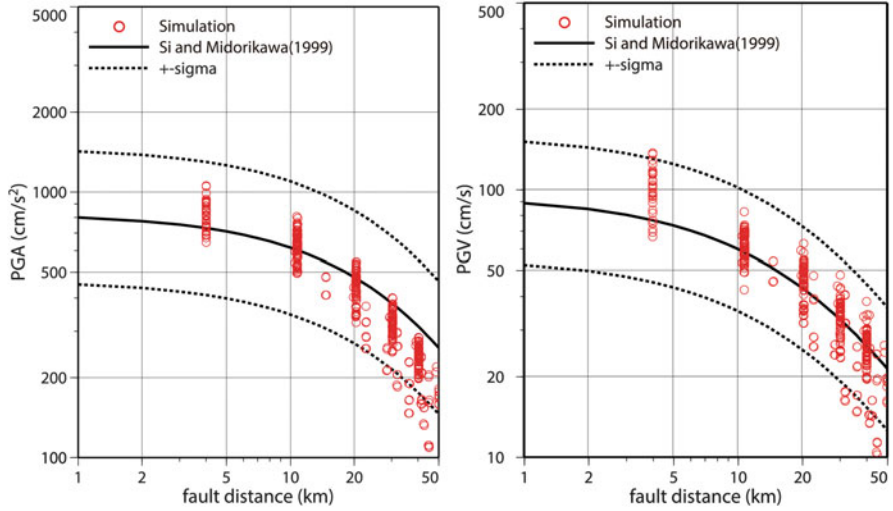 5000
2000
1000
500
200
100
PGA (cm/s²)
Simulation
Si and Midorikawa(1999)
+-sigma
1 2 5 10 20 50
fault distance (km)
500
200
100
50
20
10
PGV (cm/s)
Simulation
Si and Midorikawa(1999)
+-sigma
1 2 5 10 20 50
fault distance (km)